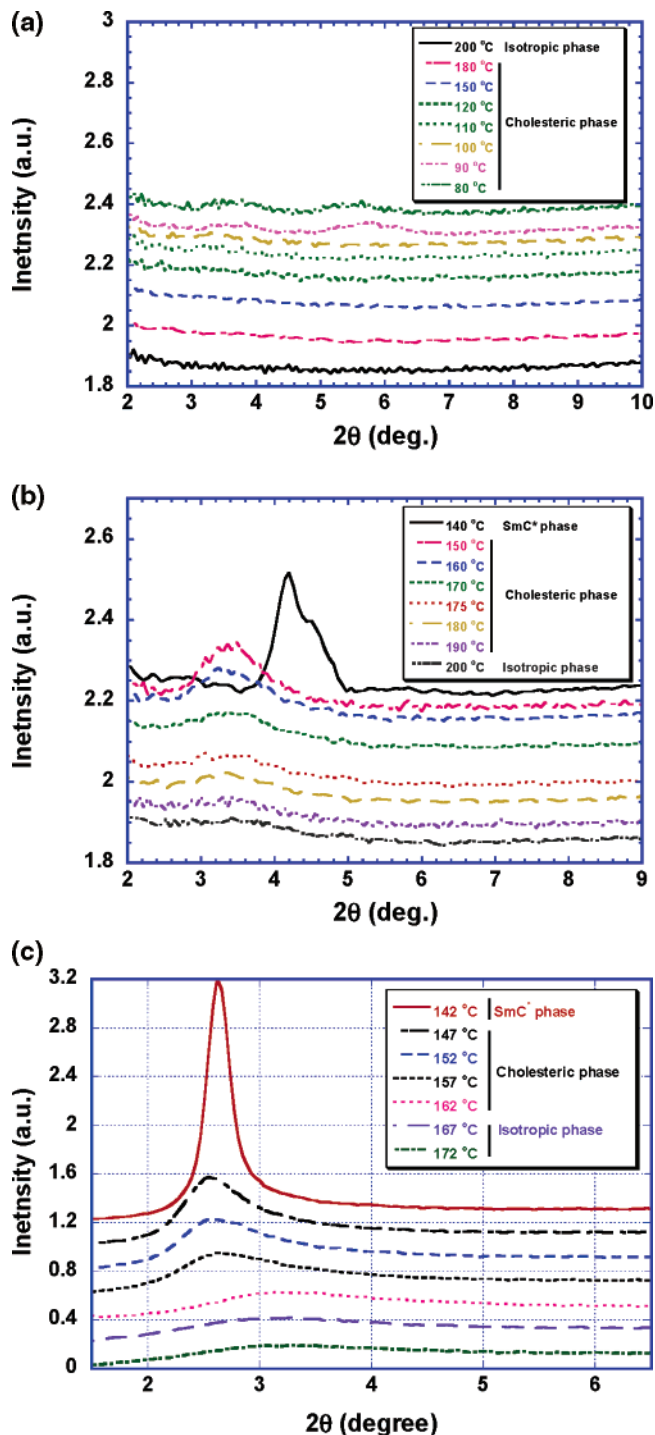 (a)
3
2.8
2.6
2.4
2.2
2
1.8
Inetnsity (a.u.)
200 °C Isotropic phase
180 °C
150 °C
120 °C
110 °C Cholesteric phase
100 °C
90 °C
80 °C
2 3 4 5 6 7 8 9 10
2θ (deg.)
(b)
2.6
2.4
2.2
2
1.8
Inetnsity (a.u.)
140 °C SmC* phase
150 °C
160 °C
170 °C Cholesteric phase
175 °C
180 °C
190 °C
200 °C Isotropic phase
2 3 4 5 6 7 8 9
2θ (deg.)
(c)
3.2
2.8
2.4
2
1.6
1.2
0.8
0.4
0
Inetnsity (a.u.)
142 °C SmC* phase
147 °C
152 °C
157 °C Cholesteric phase
162 °C
167 °C Isotropic phase
172 °C
2 3 4 5 6
2θ (degree)